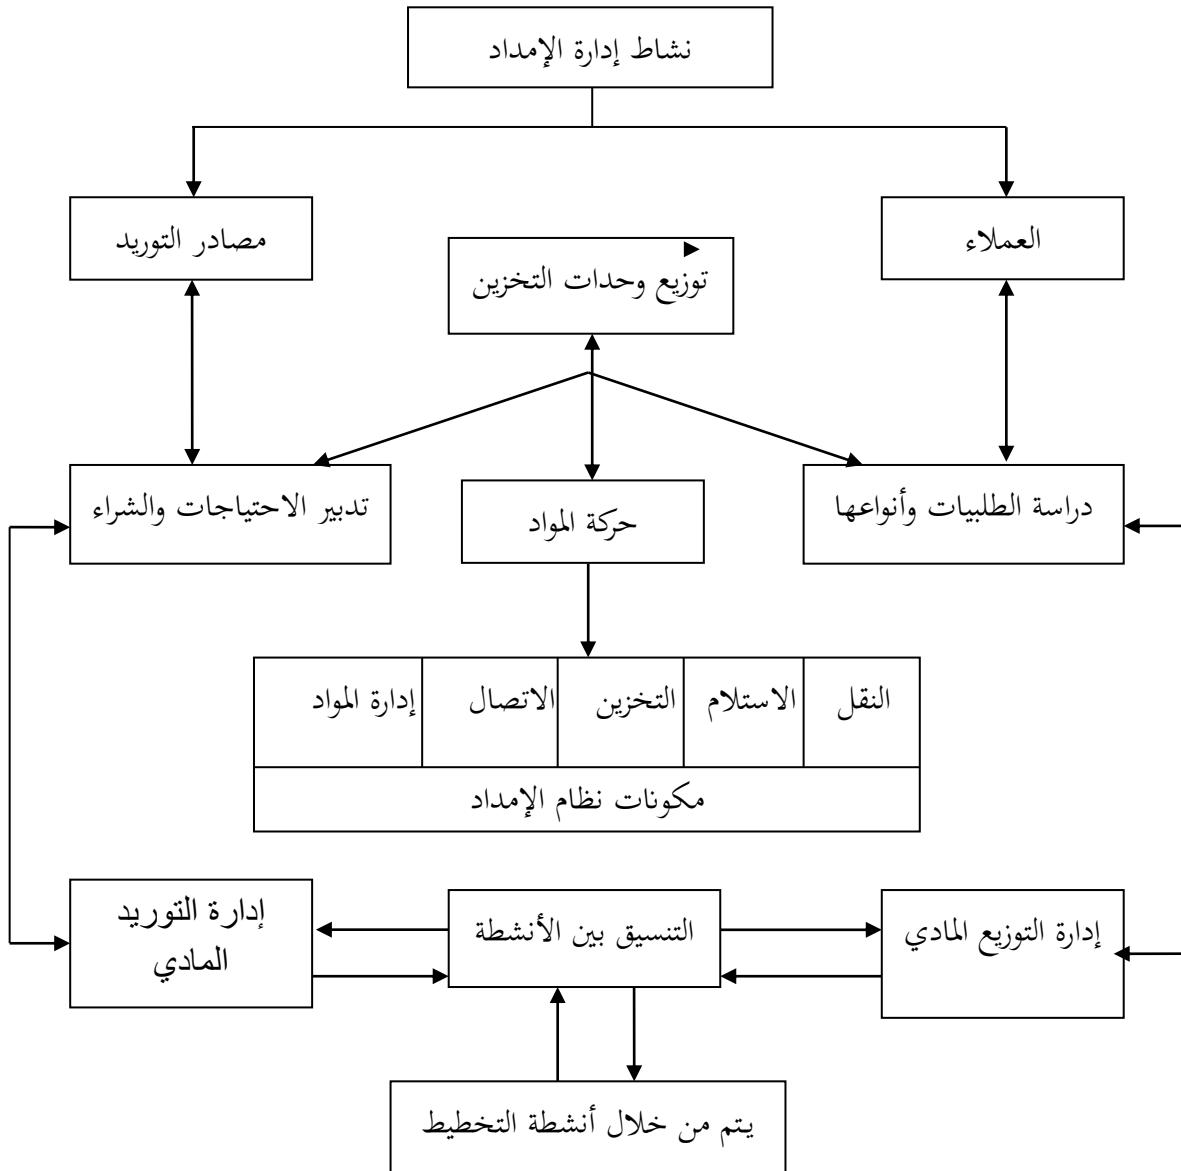 نشاط إدارة الإمداد
العملاء
مصادر التوريد
توزيع وحدات التخزين
دراسة الطلبيات وأنواعها
حركة المواد
تدبير الاحتياجات والشراء
النقل
الاستلام
التخزين
الاتصال
إدارة المواد
مكونات نظام الإمداد
إدارة التوزيع المادي
التنسيق بين الأنشطة
إدارة التوريد
المادي
يتم من خلال أنشطة التخطيط